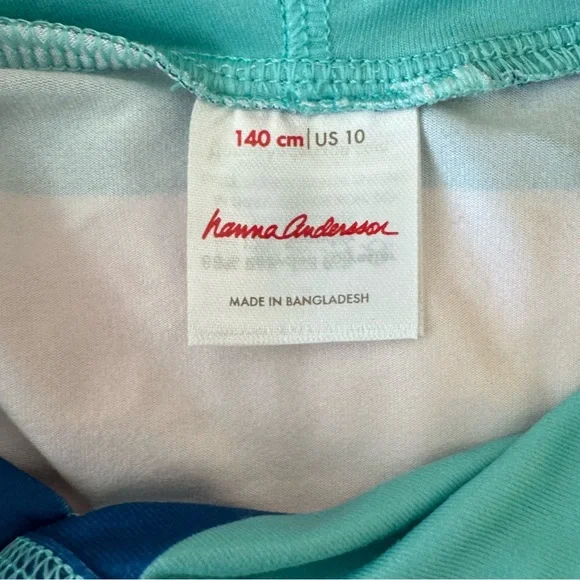 140 cm | US 10
hanna andersson
MADE IN BANGLADESH